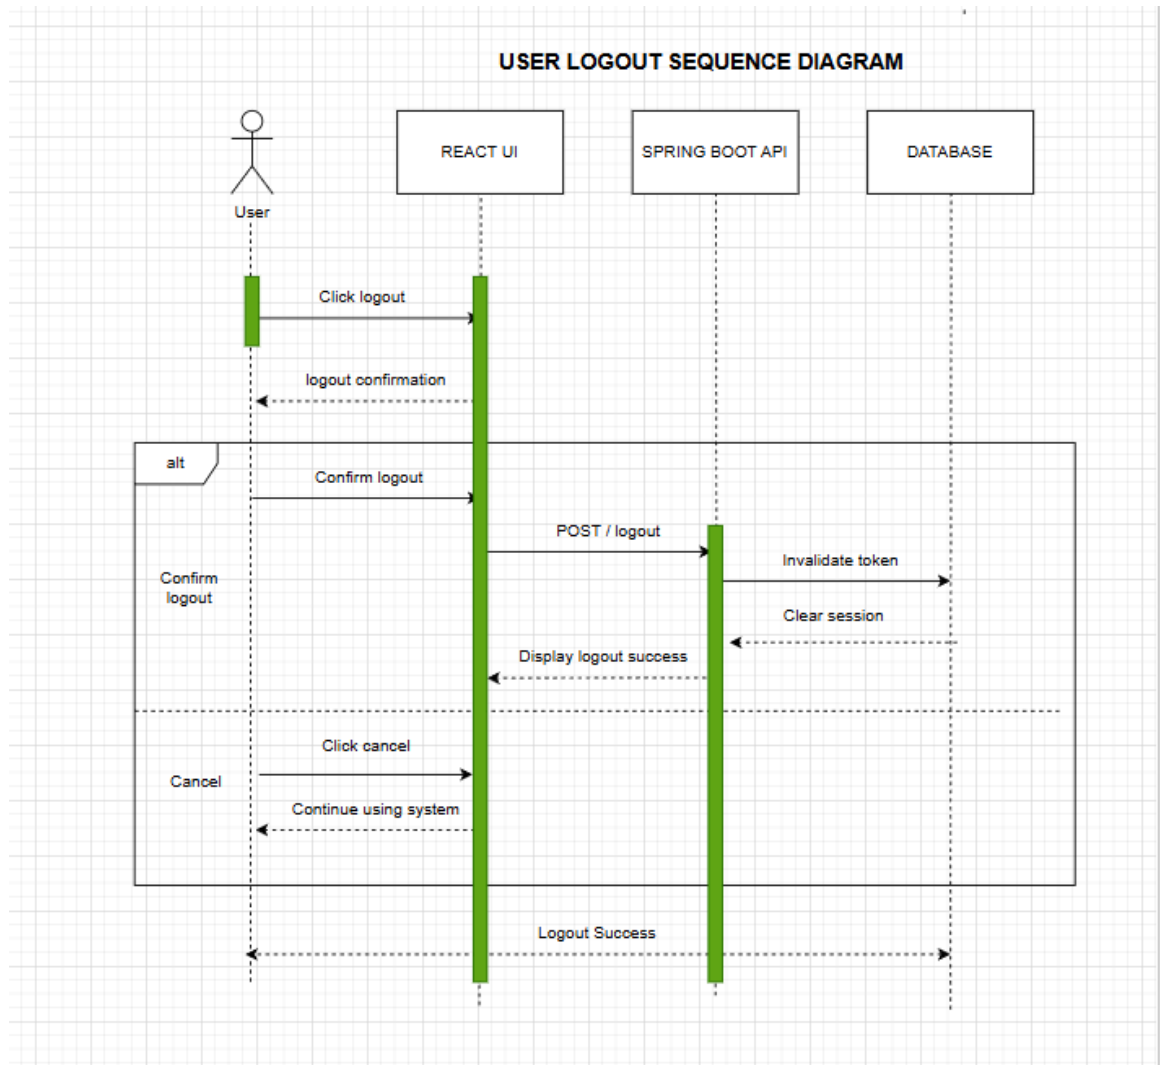 USER LOGOUT SEQUENCE DIAGRAM
REACT UI
SPRING BOOT API
DATABASE
User
Click logout
logout confirmation
alt
Confirm logout
POST / logout
Invalidate token
Confirm
logout
Clear session
Display logout success
Click cancel
Cancel
Continue using system
Logout Success